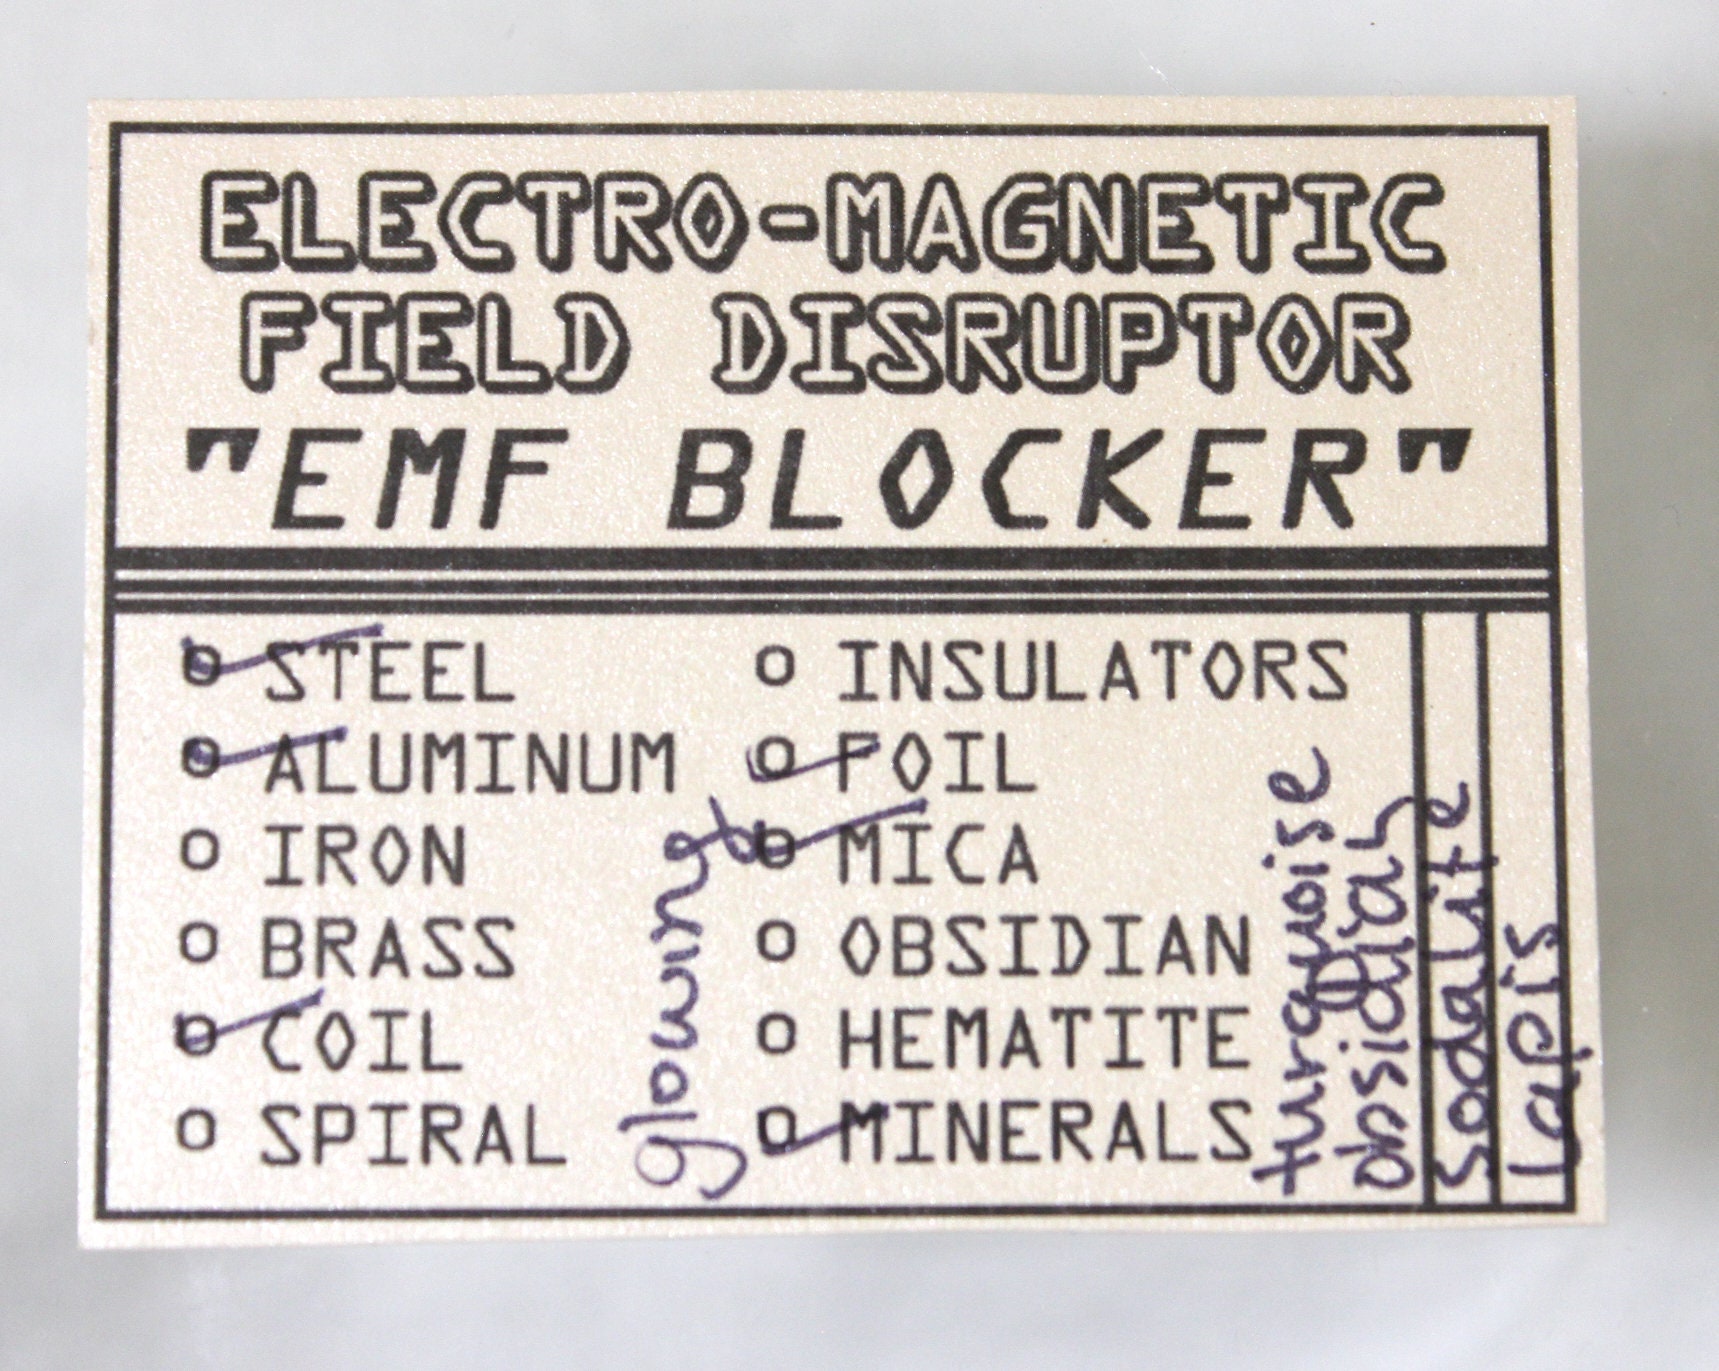 ELECTRO-MAGNETIC
FIELD DISRUPTOR
"EMF BLOCKER"
STEEL
ALUMINUM
IRON
BRASS
COIL
SPIRAL
glowing
INSULATORS
FOIL
MICA
OBSIDIAN
HEMATITE
MINERALS
turquoise
obsidian
sodalite
lapis